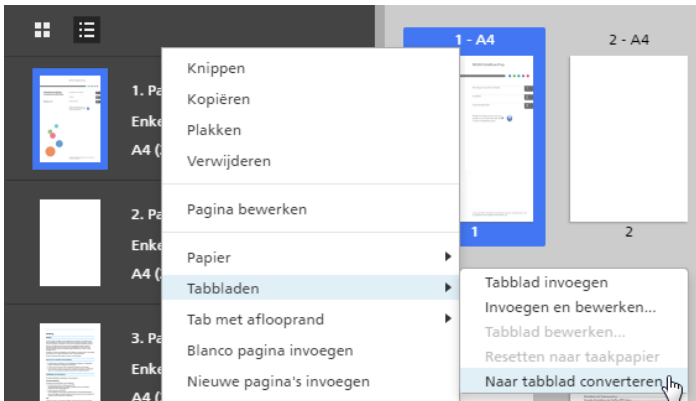 1 - A4
2 - A4
1. Pa
Enke
A4 (
2. Pa
Enke
A4 (
3. Pa
Enke
A4 (
Knippen
Kopiëren
Plakken
Verwijderen
Pagina bewerken
Papier
Tabbladen
Tab met aflooprand
Blanco pagina invoegen
Nieuwe pagina's invoegen
1
2
Tabblad invoegen
Invoegen en bewerken...
Tabblad bewerken...
Resetten naar taakpapier
Naar tabblad converteren